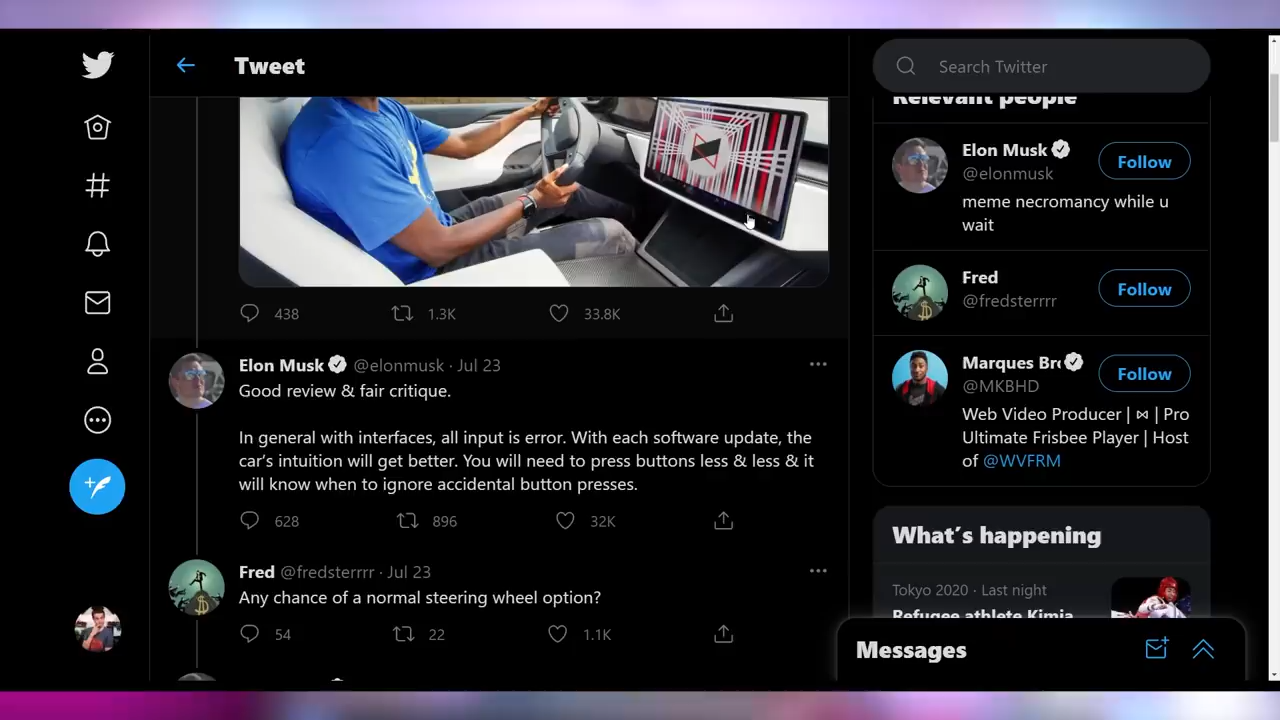 Tweet
438 1.3K 33.8K
Elon Musk @elonmusk · Jul 23 ···
Good review & fair critique.
In general with interfaces, all input is error. With each software update, the
car's intuition will get better. You will need to press buttons less & less & it
will know when to ignore accidental button presses.
628 896 32K
Fred @fredsterrrr · Jul 23 ···
Any chance of a normal steering wheel option?
54 22 1.1K
Search Twitter
Relevant people
Elon Musk
@elonmusk
Follow
meme necromancy while u
wait
Fred
@fredsterrrr
Follow
Marques Br
@MKBHD
Follow
Web Video Producer | ⋈ | Pro
Ultimate Frisbee Player | Host
of @WVFRM
What's happening
Tokyo 2020 · Last night
Refugee athlete Kimia
Messages